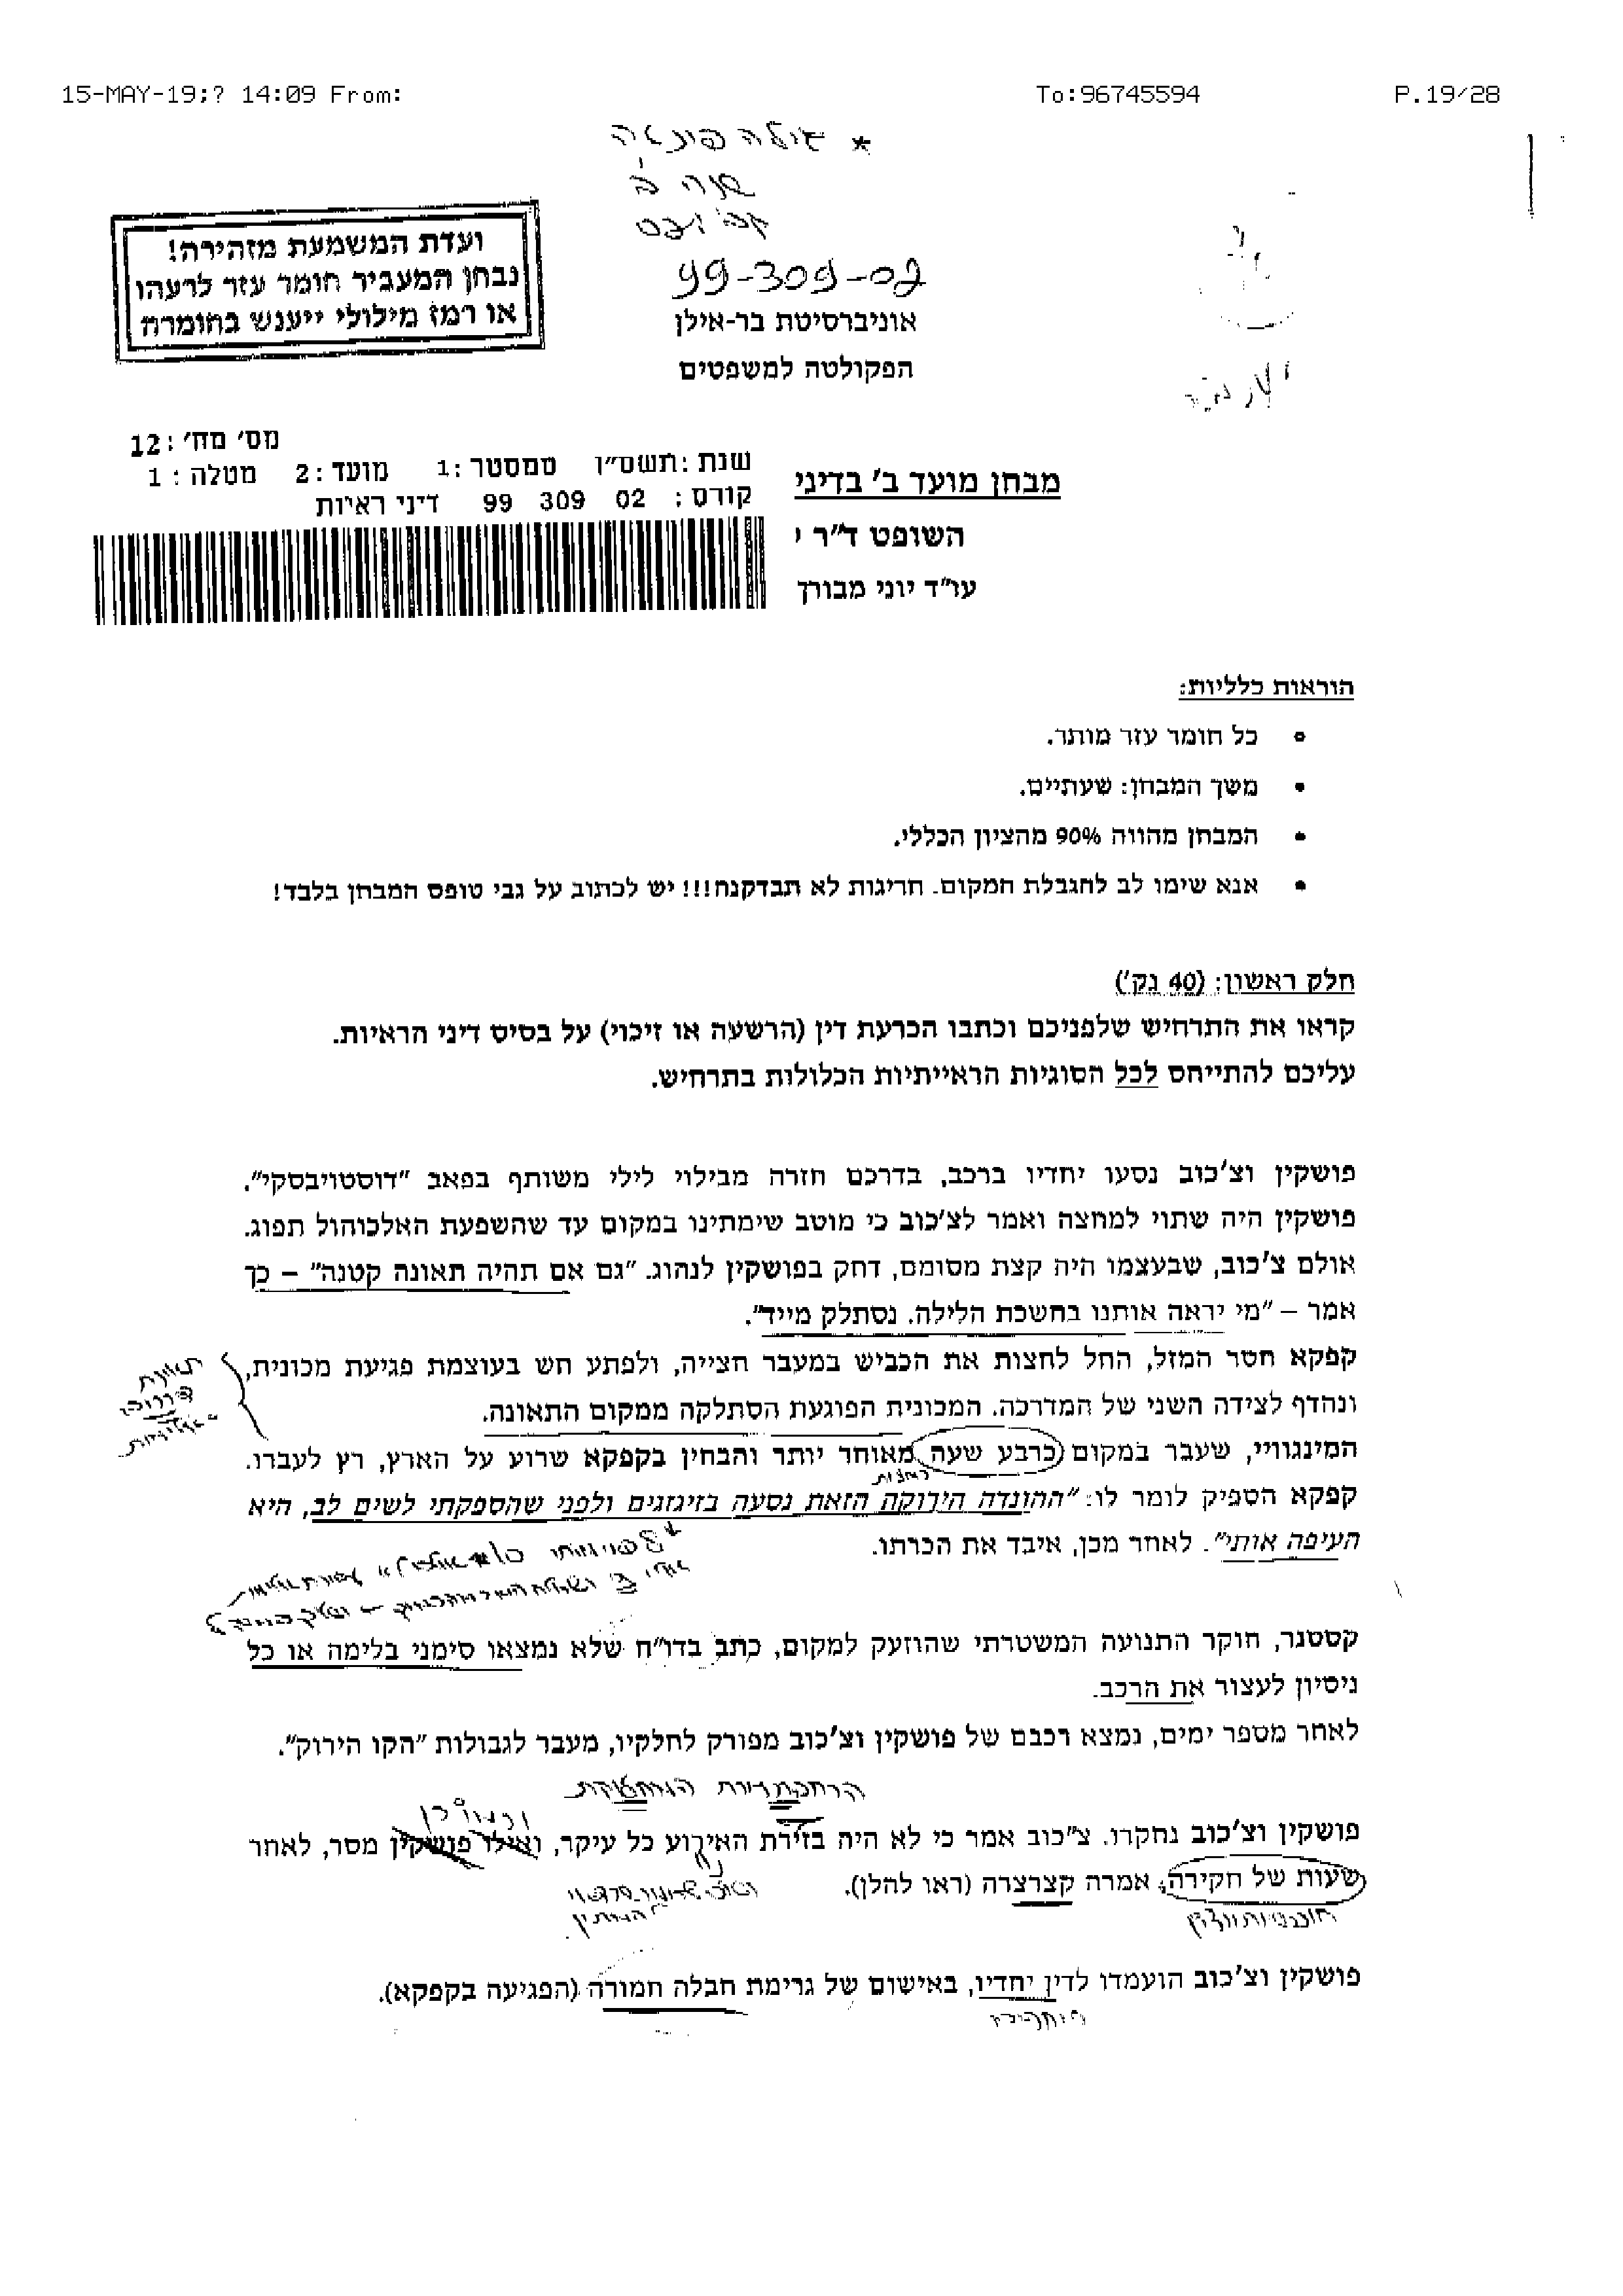 15-MAY-19;? 14:09 From: To:96745594 P.19/28
שנה ב'
99-309-02
ועדת המשמעת מזהירה!
נבחן המעביר חומר עזר לרעהו
או רמז מילולי ייענש בחומרה
אוניברסיטת בר-אילן
הפקולטה למשפטים
מס' מח': 12
שנת: תשס"ו סמסטר: 1 מועד: 2 מטלה: 1
קורס: 02 309 99 דיני ראיות
מבחן מועד ב' בדיני
השופט ד"ר י
עו"ד יוני מבורך
הוראות כלליות:
• כל חומר עזר מותר.
• משך המבחן: שעתיים.
• המבחן מהווה 90% מהציון הכללי.
• אנא שימו לב להגבלת המקום. חריגות לא תבדקנה!!! יש לכתוב על גבי טופס המבחן בלבד!
חלק ראשון: (40 נק')
קראו את התרחיש שלפניכם וכתבו הכרעת דין (הרשעה או זיכוי) על בסיס דיני הראיות.
עליכם להתייחס לכל הסוגיות הראייתיות הכלולות בתרחיש.
פושקין וצ'כוב נסעו יחדיו ברכב, בדרכם חזרה מבילוי לילי משותף בפאב "דוסטויבסקי".
פושקין היה שתוי למחצה ואמר לצ'כוב כי מוטב שימתינו במקום עד שהשפעת האלכוהול תפוג.
אולם צ'כוב, שבעצמו היה קצת מסומם, דחק בפושקין לנהוג. "גם אם תהיה תאונה קטנה" – כך
אמר – "מי יראה אותנו בחשכת הלילה. נסתלק מייד".
קפקא חסר המזל, החל לחצות את הכביש במעבר חצייה, ולפתע חש בעוצמת פגיעת מכונית,
ונהדף לצידה השני של המדרכה. המכונית הפוגעת הסתלקה ממקום התאונה.
המינגוויי, שעבר במקום כרבע שעה מאוחר יותר והבחין בקפקא שרוע על הארץ, רץ לעברו.
קפקא הספיק לומר לו: "ההונדה הירוקה הזאת נסעה בזיגזגים ולפני שהספקתי לשים לב, היא
העיפה אותי". לאחר מכן, איבד את הכרתו.
קסטנר, חוקר התנועה המשטרתי שהוזעק למקום, כתב בדו"ח שלא נמצאו סימני בלימה או כל
ניסיון לעצור את הרכב.
לאחר מספר ימים, נמצא רכבם של פושקין וצ'כוב מפורק לחלקיו, מעבר לגבולות "הקו הירוק".
פושקין וצ'כוב נחקרו. צ"כוב אמר כי לא היה בזירת האירוע כל עיקר, ואילו פושקין מסר, לאחר
שעות של חקירה, אמרה קצרצרה (ראו להלן).
פושקין וצ'כוב הועמדו לדין יחדיו, באישום של גרימת חבלה חמורה (הפגיעה בקפקא).